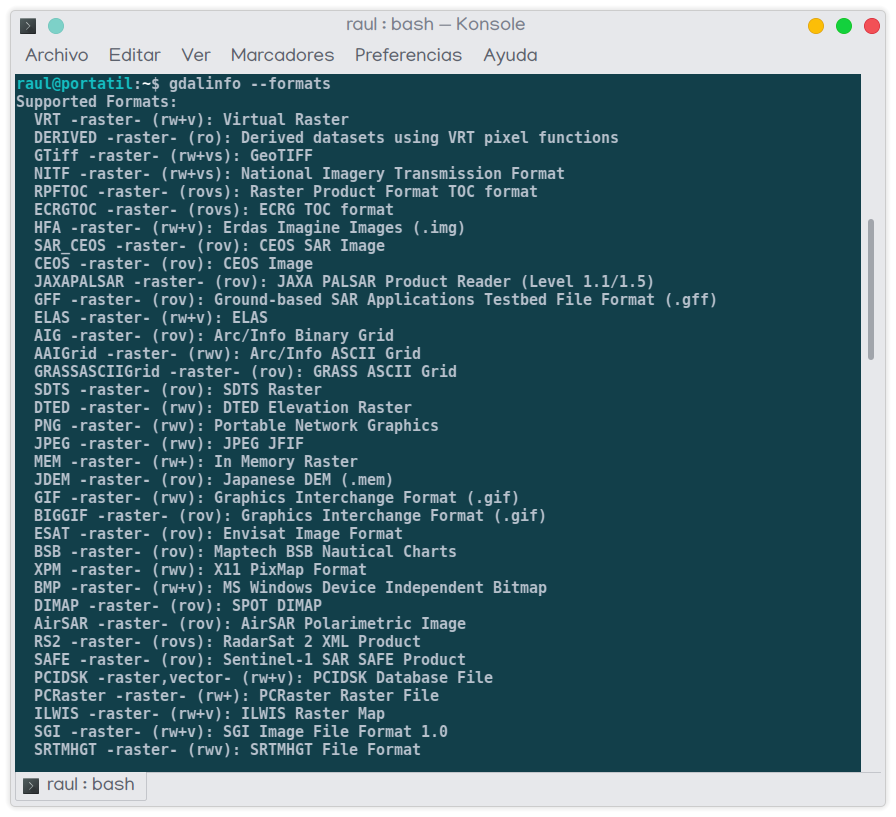 raul : bash — Konsole
Archivo Editar Ver Marcadores Preferencias Ayuda
raul@portatil:~$ gdalinfo --formats
Supported Formats:
  VRT -raster- (rw+v): Virtual Raster
  DERIVED -raster- (ro): Derived datasets using VRT pixel functions
  GTiff -raster- (rw+vs): GeoTIFF
  NITF -raster- (rw+vs): National Imagery Transmission Format
  RPFTOC -raster- (rovs): Raster Product Format TOC format
  ECRGTOC -raster- (rovs): ECRG TOC format
  HFA -raster- (rw+v): Erdas Imagine Images (.img)
  SAR_CEOS -raster- (rov): CEOS SAR Image
  CEOS -raster- (rov): CEOS Image
  JAXAPALSAR -raster- (rov): JAXA PALSAR Product Reader (Level 1.1/1.5)
  GFF -raster- (rov): Ground-based SAR Applications Testbed File Format (.gff)
  ELAS -raster- (rw+v): ELAS
  AIG -raster- (rov): Arc/Info Binary Grid
  AAIGrid -raster- (rwv): Arc/Info ASCII Grid
  GRASSASCIIGrid -raster- (rov): GRASS ASCII Grid
  SDTS -raster- (rov): SDTS Raster
  DTED -raster- (rwv): DTED Elevation Raster
  PNG -raster- (rwv): Portable Network Graphics
  JPEG -raster- (rwv): JPEG JFIF
  MEM -raster- (rw+): In Memory Raster
  JDEM -raster- (rov): Japanese DEM (.mem)
  GIF -raster- (rwv): Graphics Interchange Format (.gif)
  BIGGIF -raster- (rov): Graphics Interchange Format (.gif)
  ESAT -raster- (rov): Envisat Image Format
  BSB -raster- (rov): Maptech BSB Nautical Charts
  XPM -raster- (rwv): X11 PixMap Format
  BMP -raster- (rw+v): MS Windows Device Independent Bitmap
  DIMAP -raster- (rov): SPOT DIMAP
  AirSAR -raster- (rov): AirSAR Polarimetric Image
  RS2 -raster- (rovs): RadarSat 2 XML Product
  SAFE -raster- (rov): Sentinel-1 SAR SAFE Product
  PCIDSK -raster,vector- (rw+v): PCIDSK Database File
  PCRaster -raster- (rw+): PCRaster Raster File
  ILWIS -raster- (rw+v): ILWIS Raster Map
  SGI -raster- (rw+v): SGI Image File Format 1.0
  SRTMHGT -raster- (rwv): SRTMHGT File Format
raul : bash